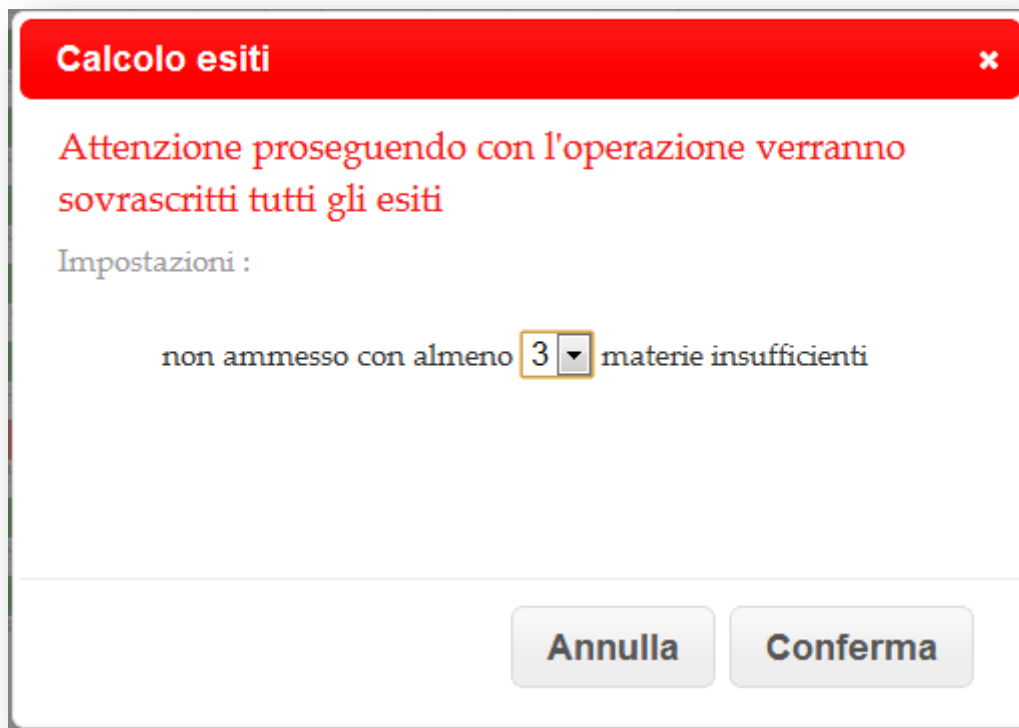 Calcolo esiti
Attenzione proseguendo con l'operazione verranno
sovrascritti tutti gli esiti
Impostazioni :
non ammesso con almeno 3 materie insufficienti
Annulla Conferma